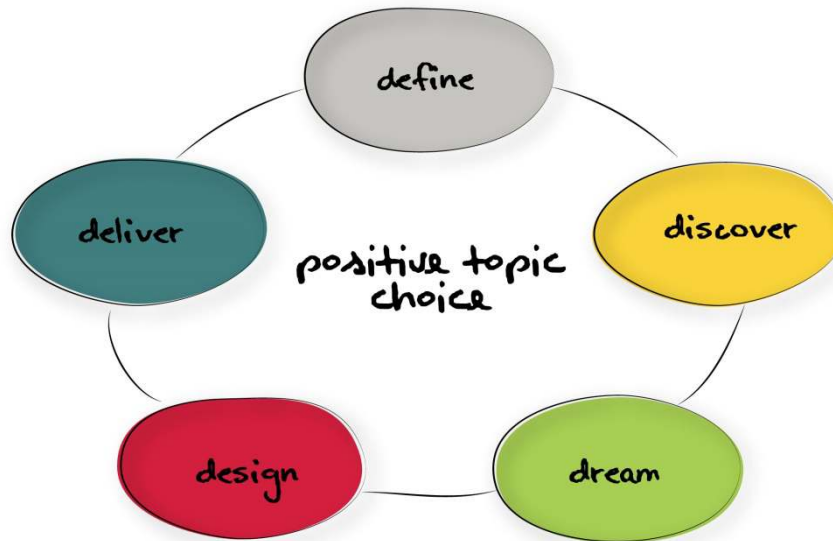 define
deliver
discover
positive topic
choice
design
dream